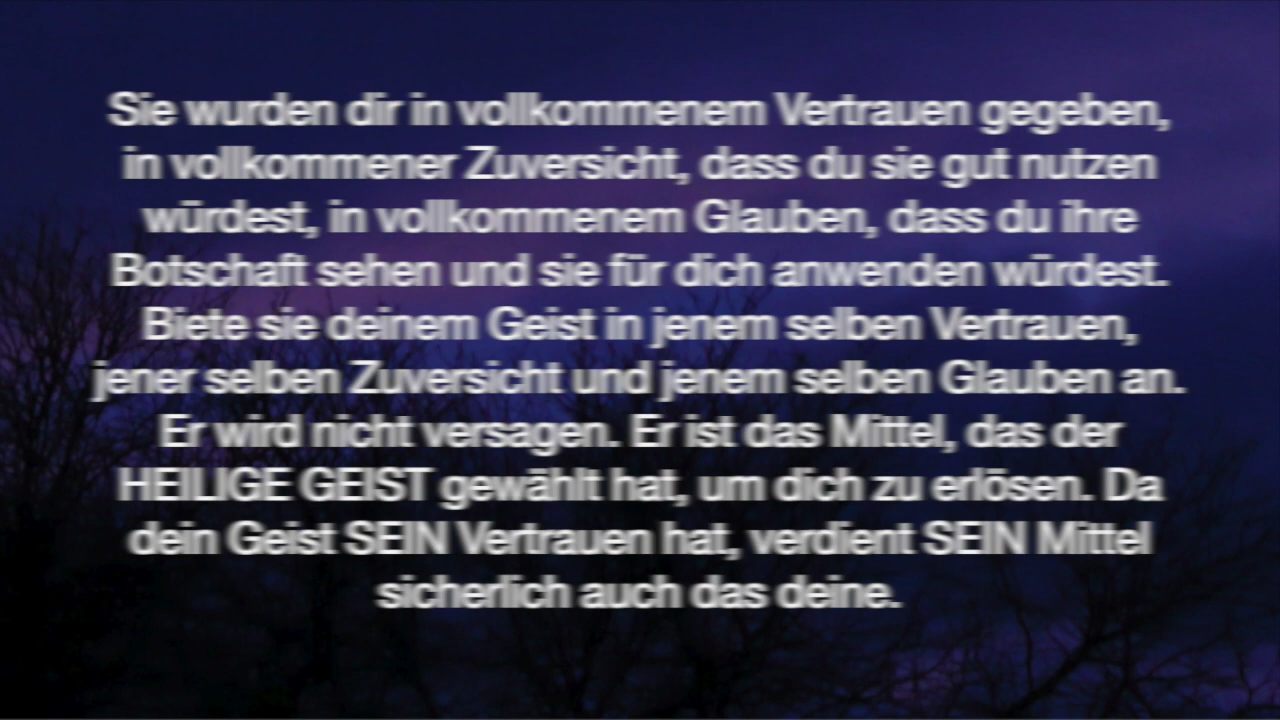 Sie wurden dir in vollkommenem Vertrauen gegeben,
in vollkommener Zuversicht, dass du sie gut nutzen
würdest, in vollkommenem Glauben, dass du ihre
Botschaft sehen und sie für dich anwenden würdest.
Biete sie deinem Geist in jenem selben Vertrauen,
jener selben Zuversicht und jenem selben Glauben an.
Er wird nicht versagen. Er ist das Mittel, das der
HEILIGE GEIST gewählt hat, um dich zu erlösen. Da
dein Geist SEIN Vertrauen hat, verdient SEIN Mittel
sicherlich auch das deine.